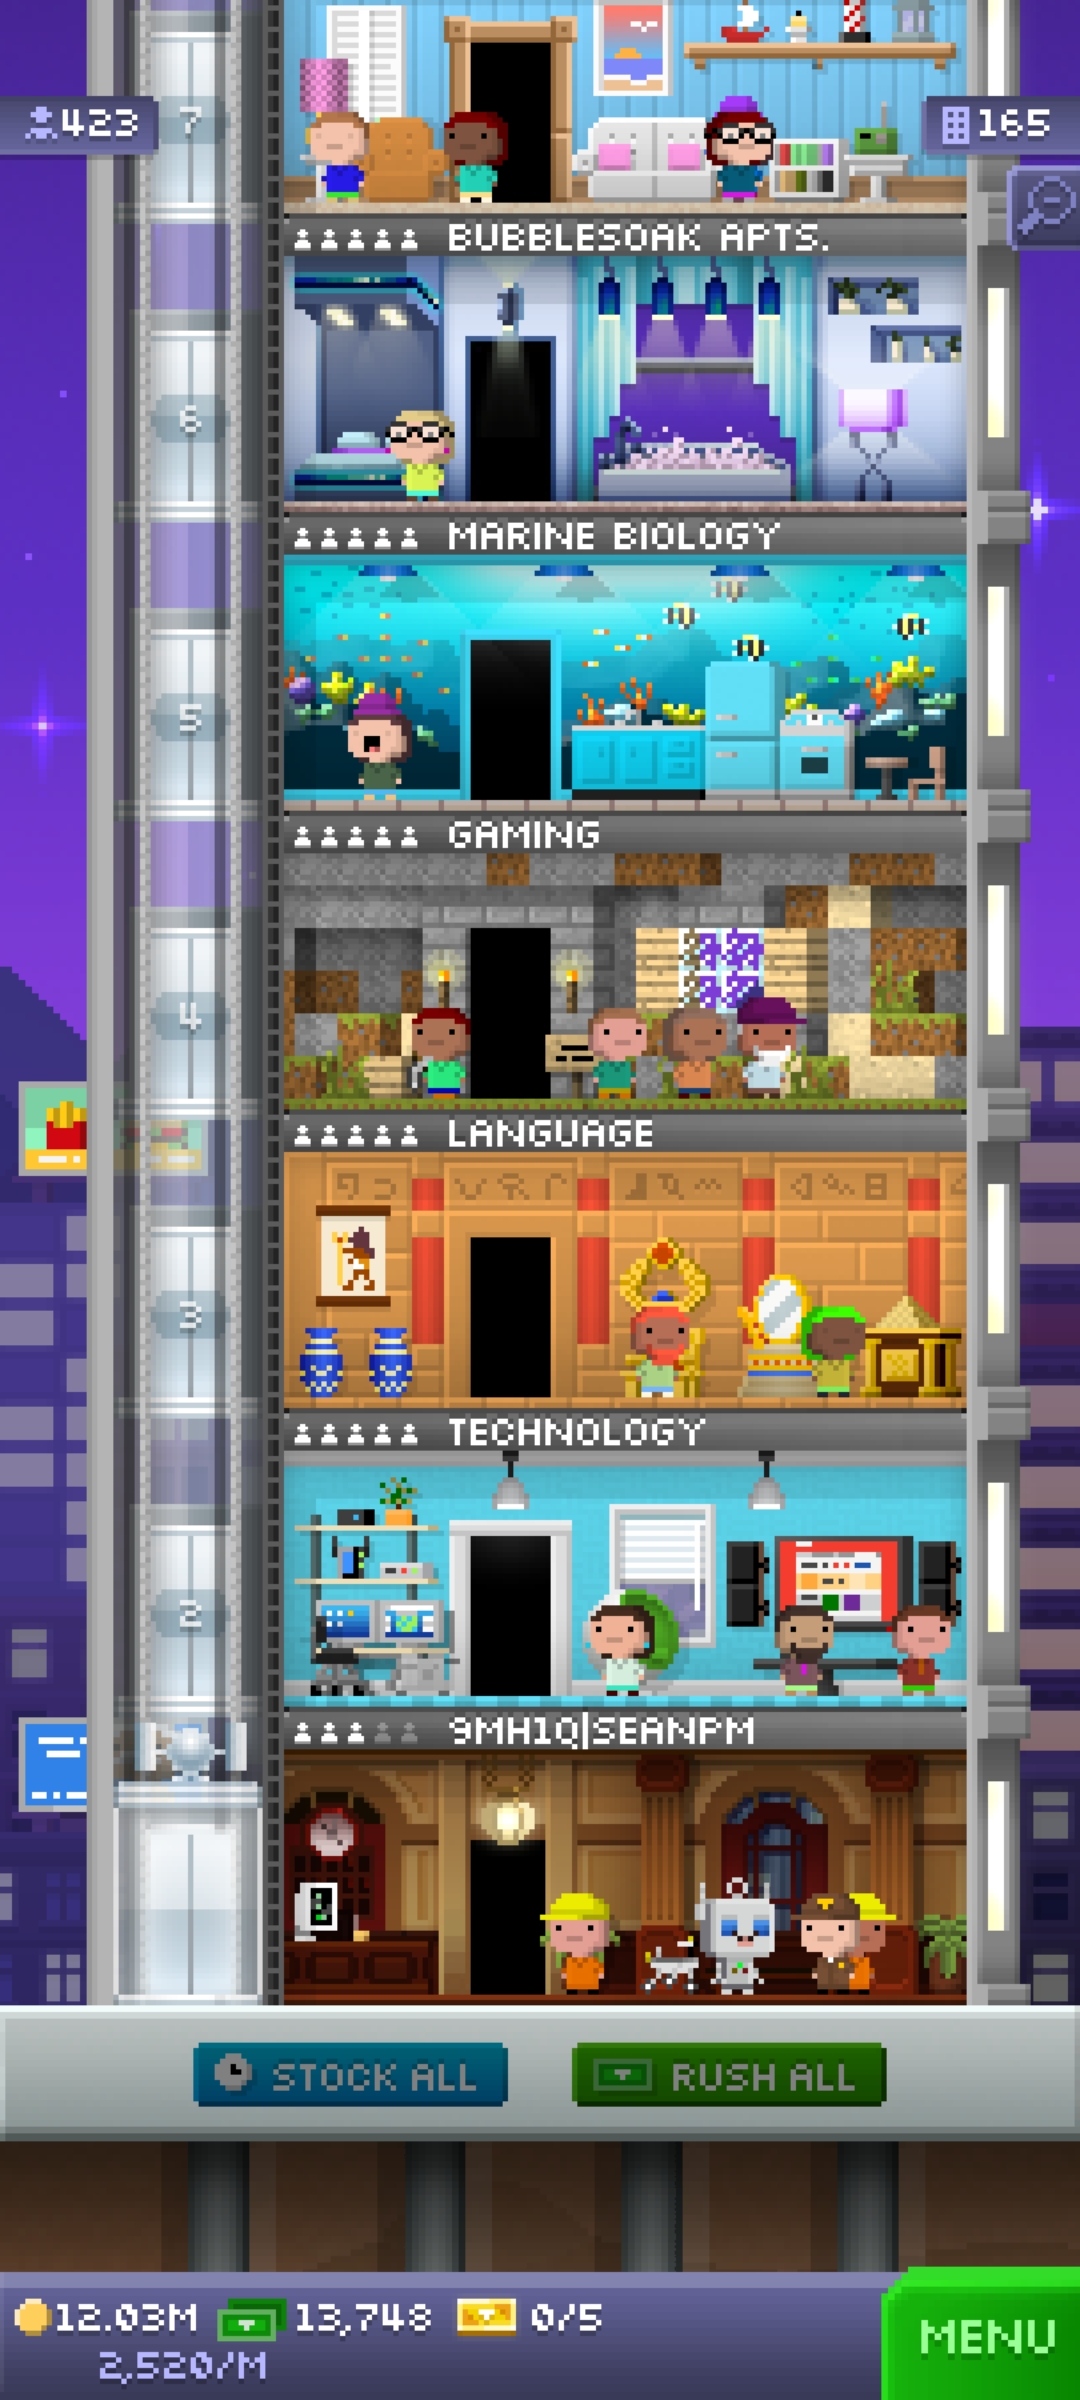 7
423
165
BUBBLESOAK APTS.
6
MARINE BIOLOGY
5
GAMING
4
LANGUAGE
3
TECHNOLOGY
2
9MH1Q|SEANPM
STOCK ALL
RUSH ALL
12.03M
13,748
0/5
2,520/M
MENU